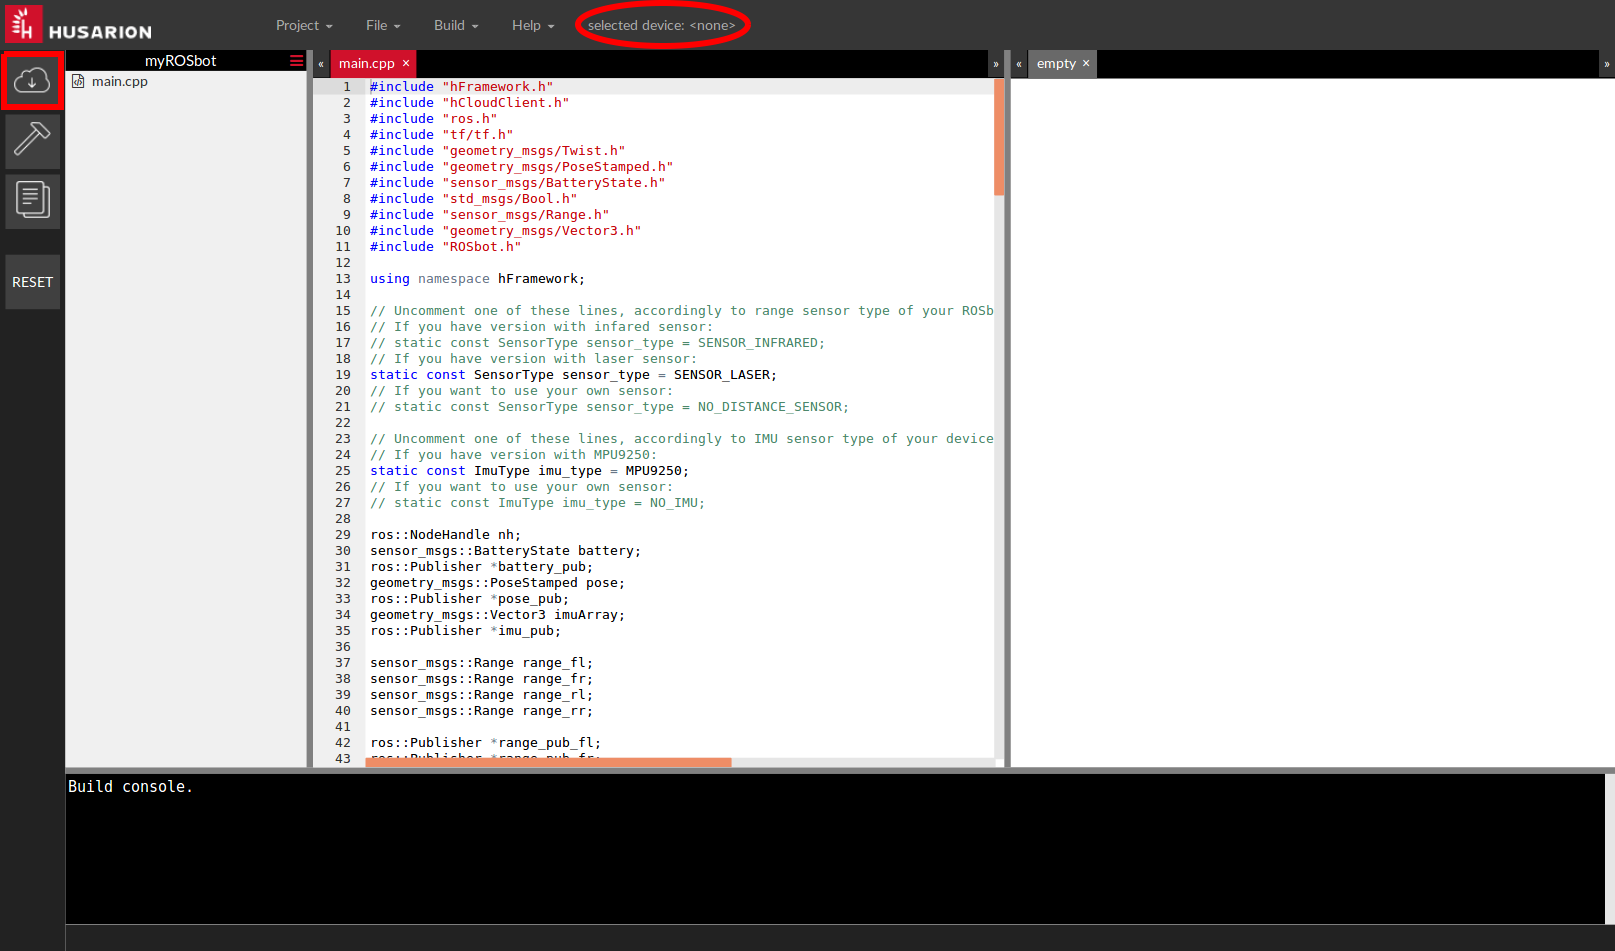 HUSARION
Project File Build Help selected device: <none>
myROSbot
main.cpp
RESET
« main.cpp × »
1 #include "hFramework.h"
2 #include "hCloudClient.h"
3 #include "ros.h"
4 #include "tf/tf.h"
5 #include "geometry_msgs/Twist.h"
6 #include "geometry_msgs/PoseStamped.h"
7 #include "sensor_msgs/BatteryState.h"
8 #include "std_msgs/Bool.h"
9 #include "sensor_msgs/Range.h"
10 #include "geometry_msgs/Vector3.h"
11 #include "ROSbot.h"
12
13 using namespace hFramework;
14
15 // Uncomment one of these lines, accordingly to range sensor type of your ROSb
16 // If you have version with infared sensor:
17 // static const SensorType sensor_type = SENSOR_INFRARED;
18 // If you have version with laser sensor:
19 static const SensorType sensor_type = SENSOR_LASER;
20 // If you want to use your own sensor:
21 // static const SensorType sensor_type = NO_DISTANCE_SENSOR;
22
23 // Uncomment one of these lines, accordingly to IMU sensor type of your device
24 // If you have version with MPU9250:
25 static const ImuType imu_type = MPU9250;
26 // If you want to use your own sensor:
27 // static const ImuType imu_type = NO_IMU;
28
29 ros::NodeHandle nh;
30 sensor_msgs::BatteryState battery;
31 ros::Publisher *battery_pub;
32 geometry_msgs::PoseStamped pose;
33 ros::Publisher *pose_pub;
34 geometry_msgs::Vector3 imuArray;
35 ros::Publisher *imu_pub;
36
37 sensor_msgs::Range range_fl;
38 sensor_msgs::Range range_fr;
39 sensor_msgs::Range range_rl;
40 sensor_msgs::Range range_rr;
41
42 ros::Publisher *range_pub_fl;
43 ros::Publisher *range_pub_fr;
« empty × »
Build console.